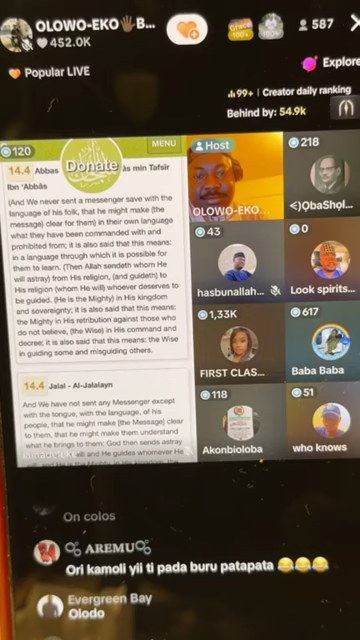 OLOWO-EKO🖐🏿B...
452.0K
Grace
100+
100+
587
Popular LIVE
Explore
99+ | Creator daily ranking
Behind by: 54.9k
120
MENU
Donate
14.4 Abbas
âs min Tafsîr
Ibn 'Abbâs
(And We never sent a messenger save with the
language of his folk, that he might make (the
message) clear for them) in their own language
what they have been commanded with and
prohibited from; it is also said that this means:
in a language through which it is possible for
them to learn. (Then Allah sendeth whom He
will astray) from His religion, (and guideth) to
His religion (whom He will) whoever deserves to
be guided. (He is the Mighty) in His kingdom
and sovereignty; it is also said that this means:
the Mighty in His retribution against those who
do not believe, (the Wise) in His command and
decree; it is also said that this means: the Wise
in guiding some and misguiding others.
14.4 Jalal - Al-Jalalayn
And We have not sent any Messenger except
with the tongue, with the language, of his
people, that he might make [the Message] clear
to them, that he might make them understand
what he brings to them; God then sends astray
will and He guides whomever He
Host
OLOWO-EKO...
218
<)QbaShọl...
43
hasbunallah...
0
Look spirits...
1,33K
FIRST CLAS...
617
Baba Baba
118
Akonbioloba
51
who knows
On colos
AREMU
Ori kamoli yii ti pada buru patapata 😂😂😂
Evergreen Bay
Olodo